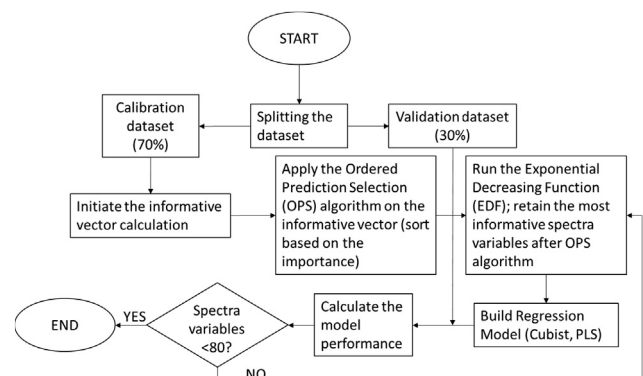 START
Calibration
dataset
(70%)
Splitting the
dataset
Validation dataset
(30%)
Initiate the informative
vector calculation
Apply the Ordered
Prediction Selection
(OPS) algorithm on the
informative vector (sort
based on the
importance)
Run the Exponential
Decreasing Function
(EDF); retain the most
informative spectra
variables after OPS
algorithm
END
YES
Spectra
variables
<80?
Calculate the
model
performance
Build Regression
Model (Cubist, PLS)
NO